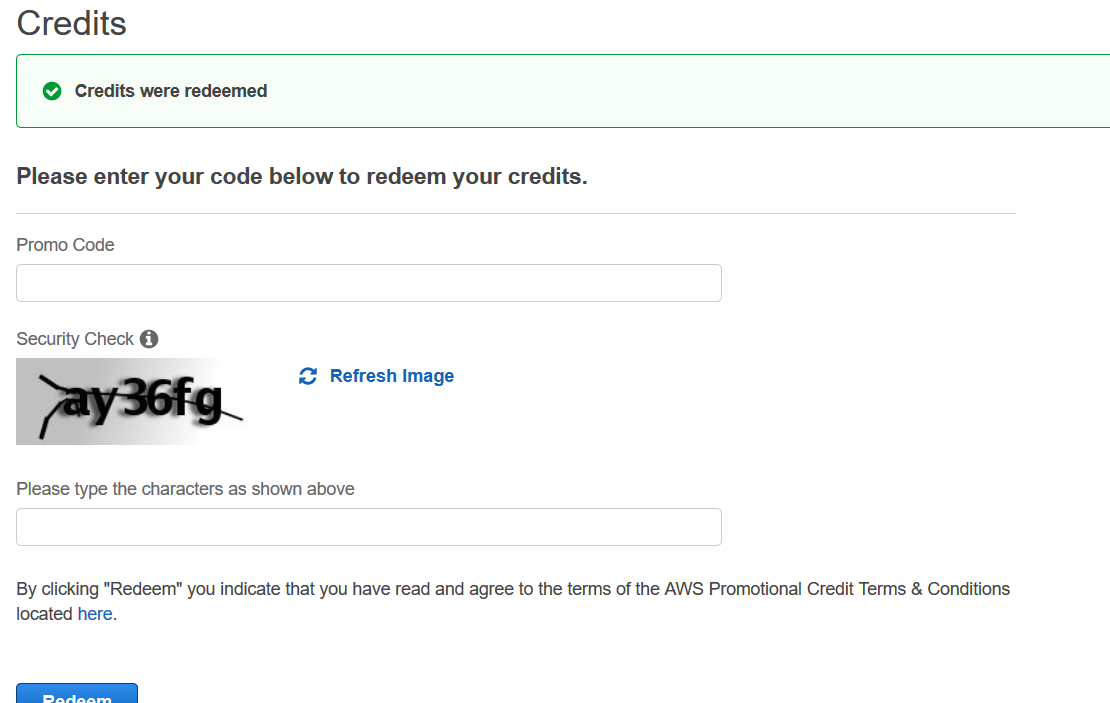 Credits
Credits were redeemed
Please enter your code below to redeem your credits.
Promo Code
Security Check
ay36fg
Refresh Image
Please type the characters as shown above
By clicking "Redeem" you indicate that you have read and agree to the terms of the AWS Promotional Credit Terms & Conditions
located here.
Redeem